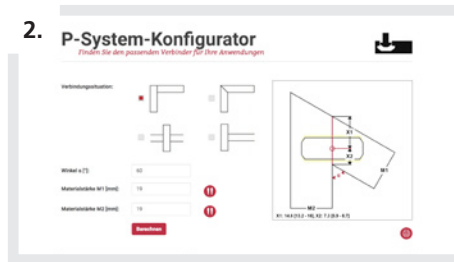 2.
P-System-Konfigurator
Finden Sie den passenden Verbinder für Ihre Anwendungen
Verbindungssituation:
Winkel α [°]: 60
Materialstärke M1 [mm]: 19
Materialstärke M2 [mm]: 19
Berechnen
X1
X2
M1
M2